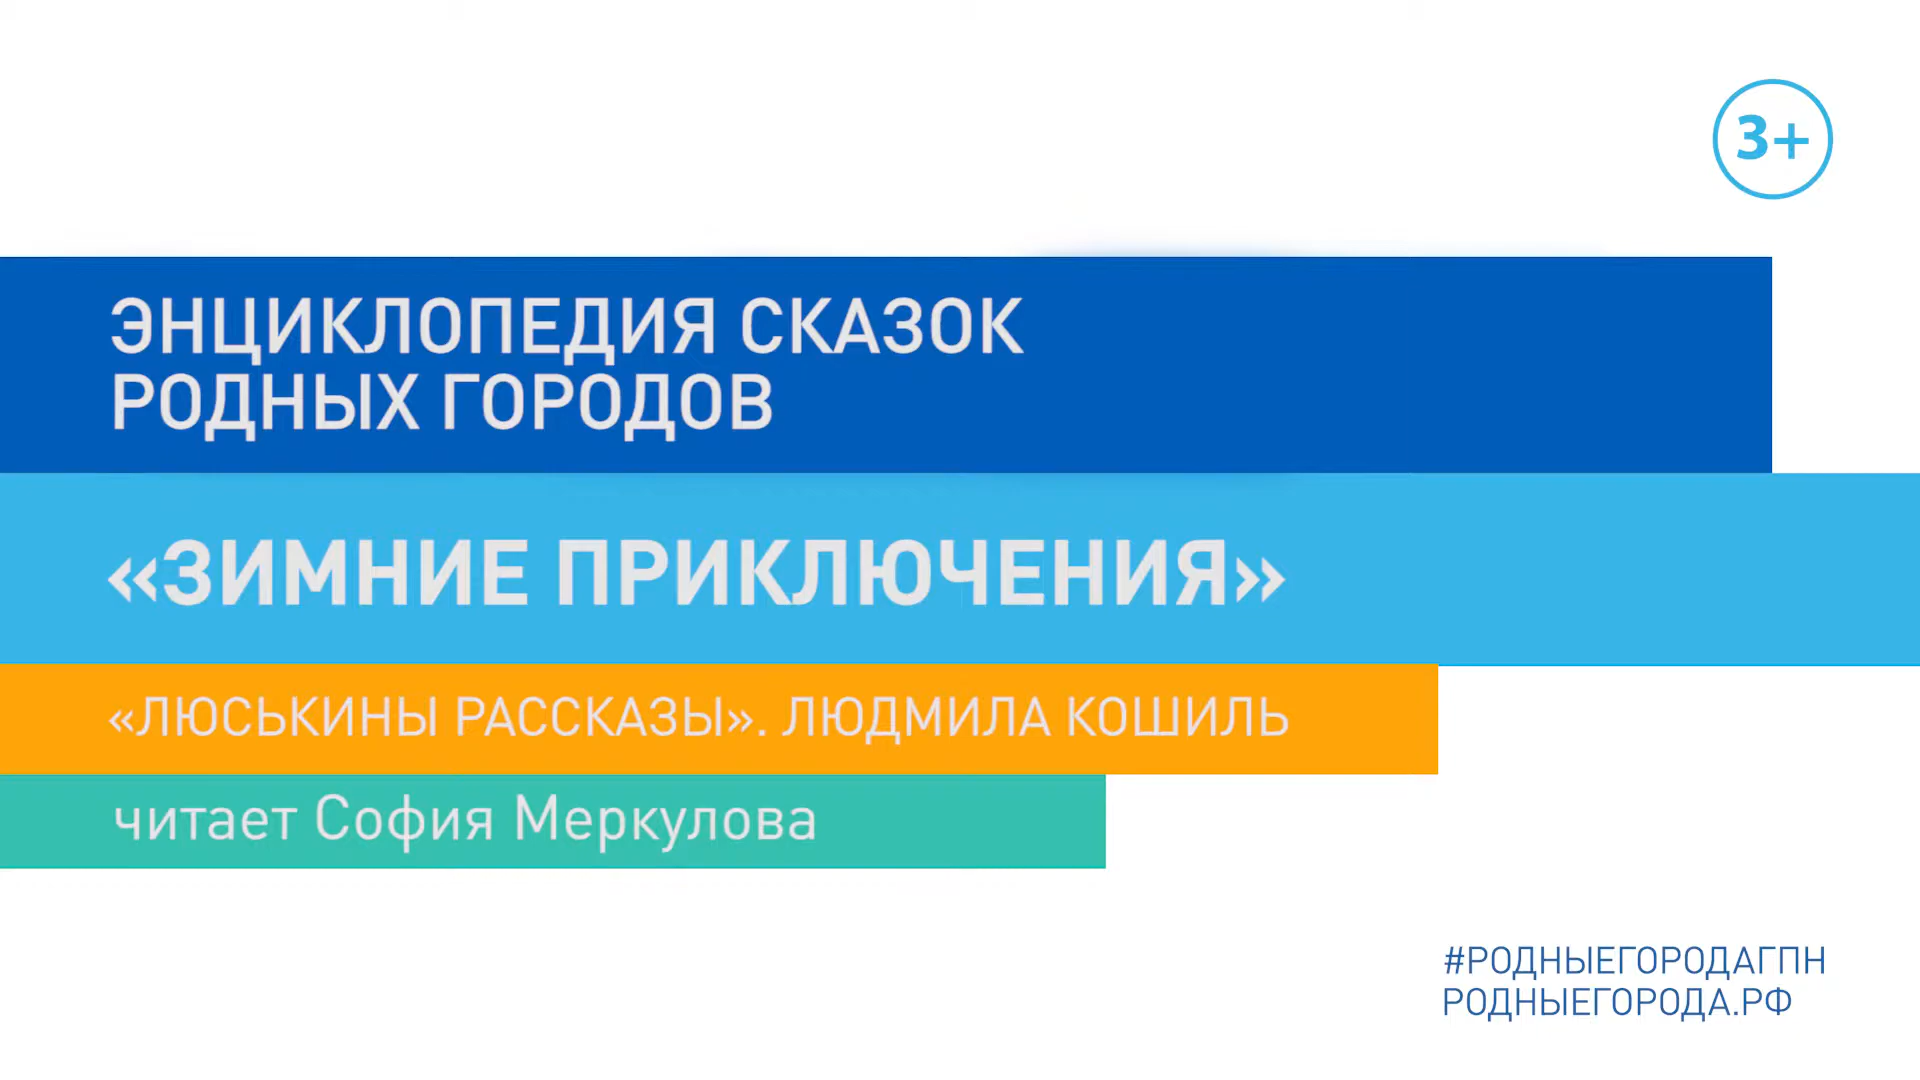 3+
ЭНЦИКЛОПЕДИЯ СКАЗОК
РОДНЫХ ГОРОДОВ
«ЗИМНИЕ ПРИКЛЮЧЕНИЯ»
«ЛЮСЬКИНЫ РАССКАЗЫ». ЛЮДМИЛА КОШИЛЬ
читает София Меркулова
#РОДНЫЕГОРОДАГПН
РОДНЫЕГОРОДА.РФ